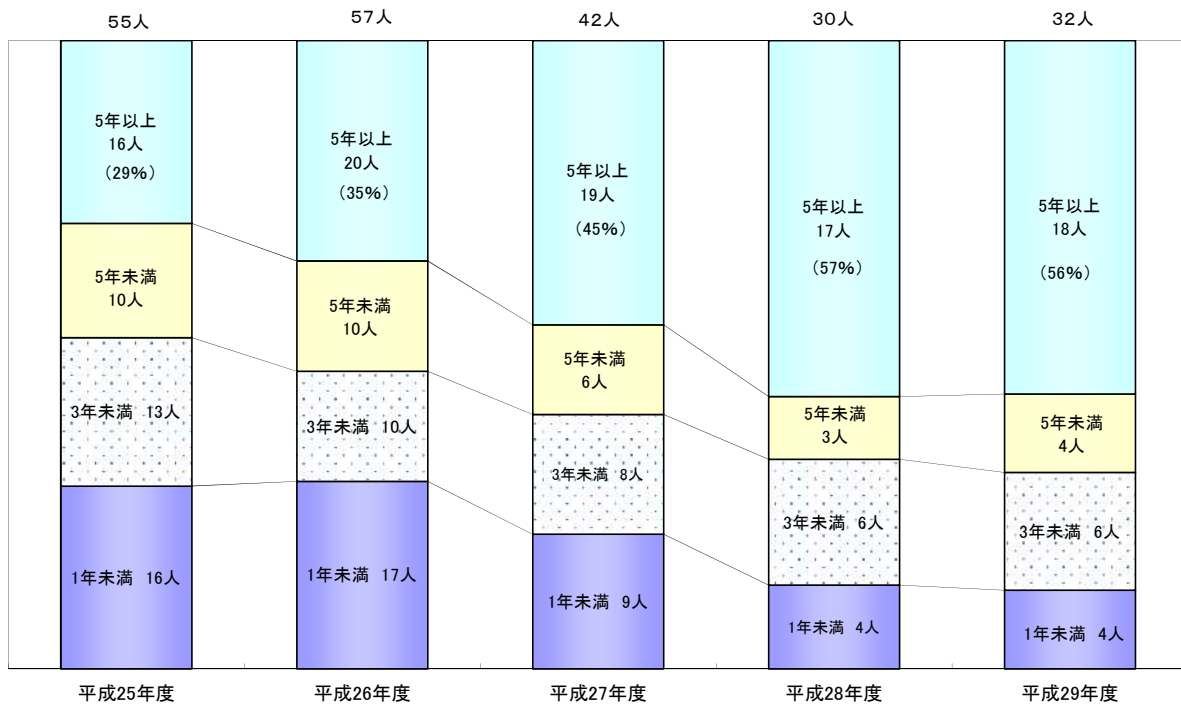 55人
57人
42人
30人
32人
5年以上
16人
（29%）
5年未満
10人
3年未満 13人
1年未満 16人
5年以上
20人
（35%）
5年未満
10人
3年未満 10人
1年未満 17人
5年以上
19人
（45%）
5年未満
6人
3年未満 8人
1年未満 9人
5年以上
17人
（57%）
5年未満
3人
3年未満 6人
1年未満 4人
5年以上
18人
（56%）
5年未満
4人
3年未満 6人
1年未満 4人
平成25年度
平成26年度
平成27年度
平成28年度
平成29年度